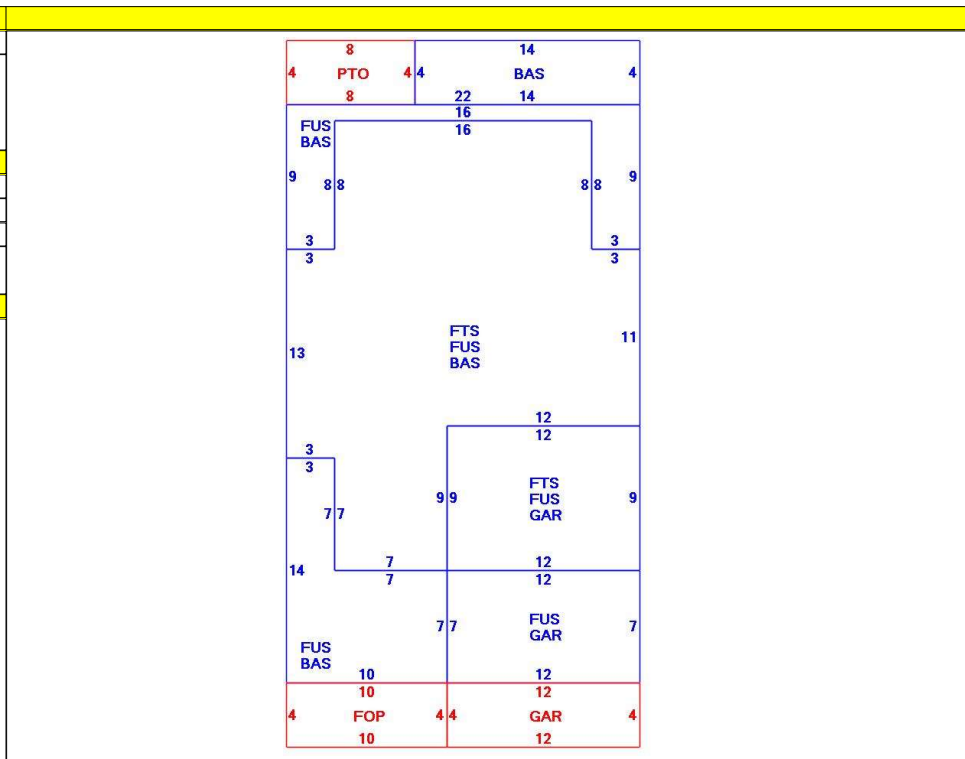 8 14
4 PTO 4 4 BAS 4
8 22 14
16
FUS 16
BAS
9 8 8 8 8 9
3 3
3 3
FTS
13 FUS 11
BAS
12
12
3
3
FTS
9 9 FUS 9
7 7 GAR
7 12
14 7 12
FUS
7 7 GAR 7
FUS
BAS
10 12
10 12
4 FOP 4 4 GAR 4
10 12